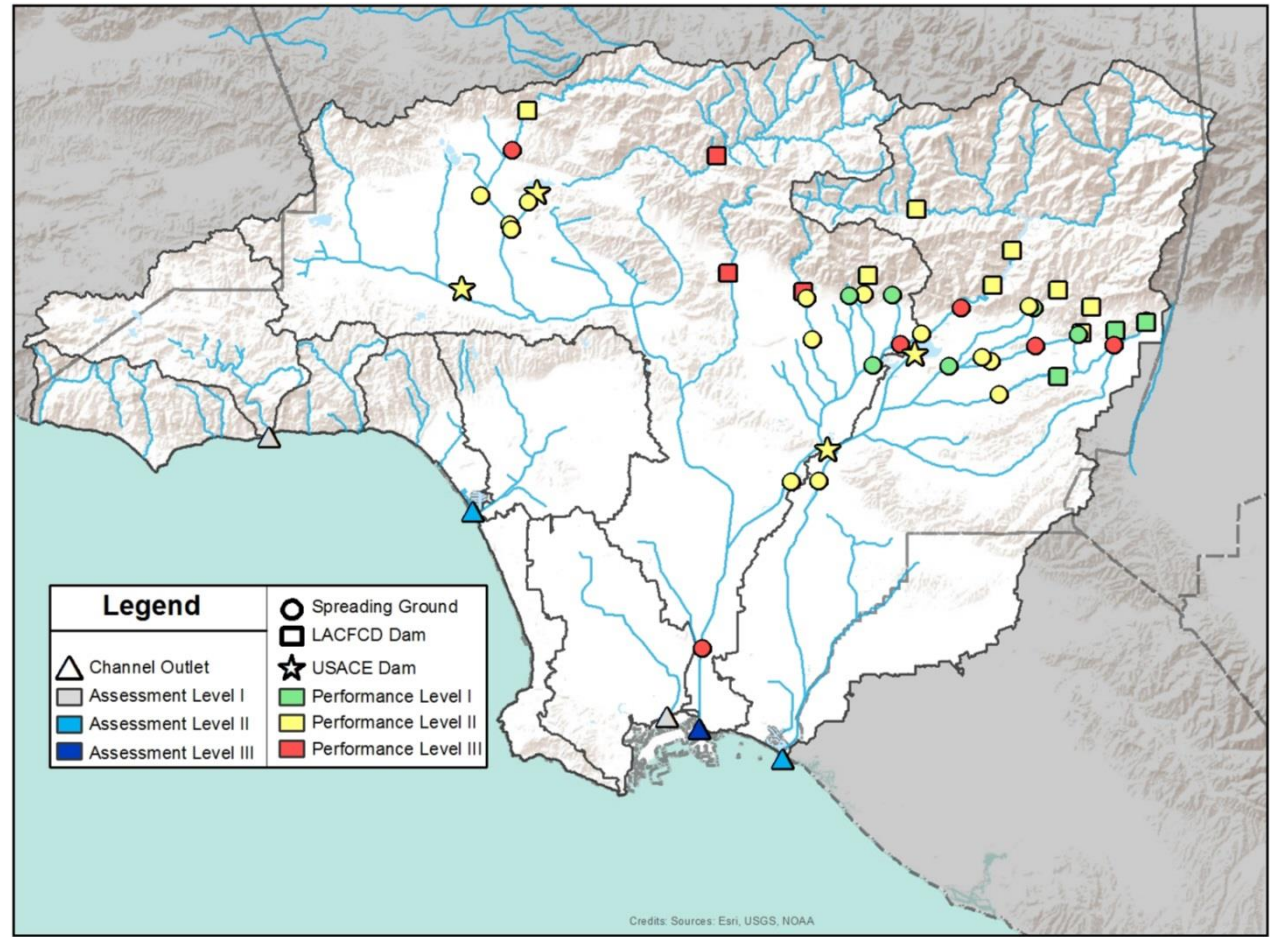 Legend
Channel Outlet
Assessment Level I
Assessment Level II
Assessment Level III
Spreading Ground
LACFCD Dam
USACE Dam
Performance Level I
Performance Level II
Performance Level III
Credits: Sources: Esri, USGS, NOAA